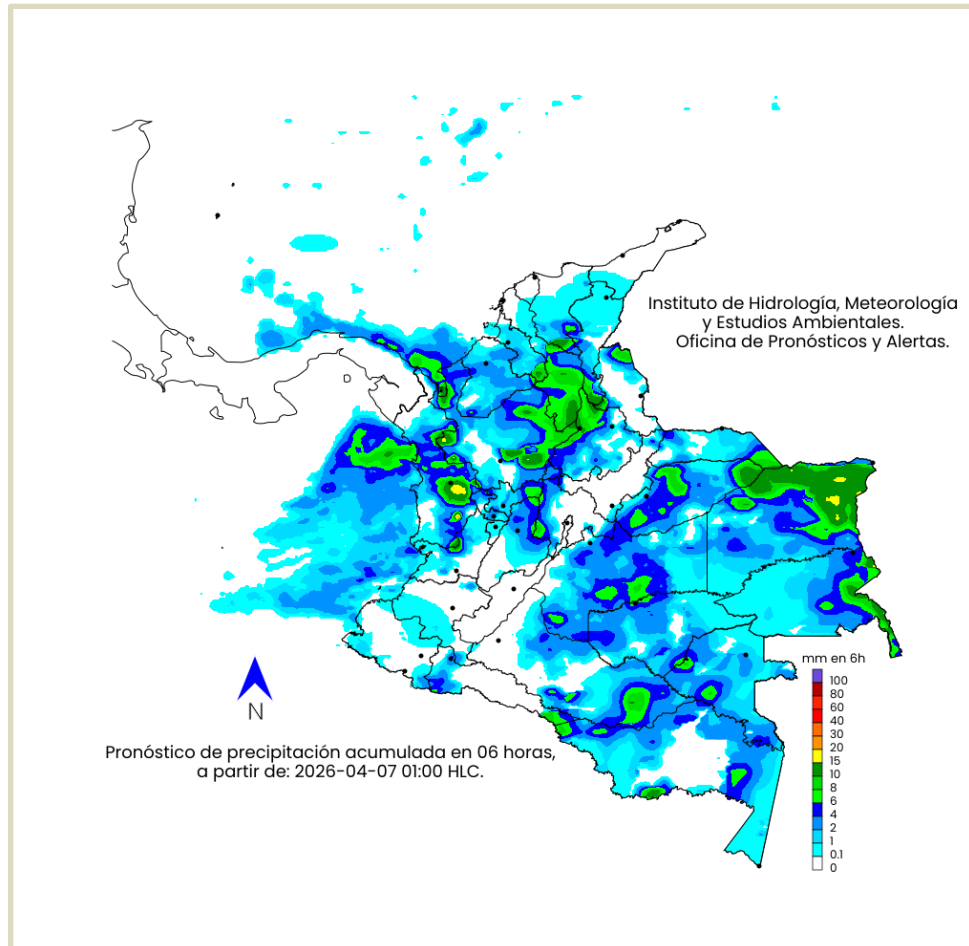 Instituto de Hidrología, Meteorología
y Estudios Ambientales.
Oficina de Pronósticos y Alertas.
mm en 6h
100
80
60
40
30
20
15
10
8
6
4
2
1
0.1
0
N
Pronóstico de precipitación acumulada en 06 horas,
a partir de: 2026-04-07 01:00 HLC.